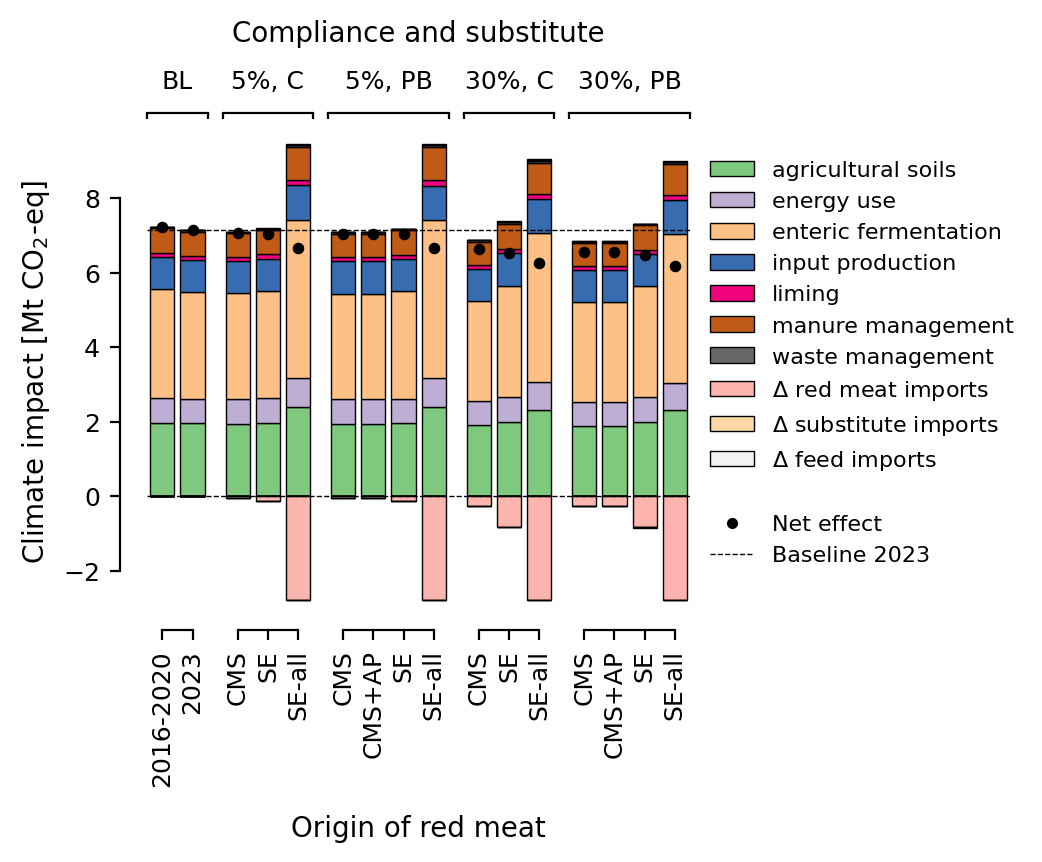 Compliance and substitute
BL 5%, C 5%, PB 30%, C 30%, PB
Climate impact [Mt CO₂-eq]
8
6
4
2
0
−2
agricultural soils
energy use
enteric fermentation
input production
liming
manure management
waste management
Δ red meat imports
Δ substitute imports
Δ feed imports
Net effect
Baseline 2023
2016-2020 2023 CMS SE SE-all CMS CMS+AP SE SE-all CMS SE SE-all CMS CMS+AP SE SE-all
Origin of red meat